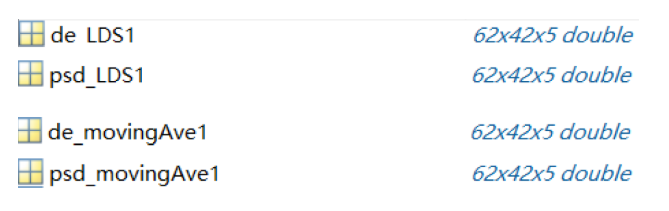 de_LDS1 62x42x5 double
psd_LDS1 62x42x5 double
de_movingAve1 62x42x5 double
psd_movingAve1 62x42x5 double